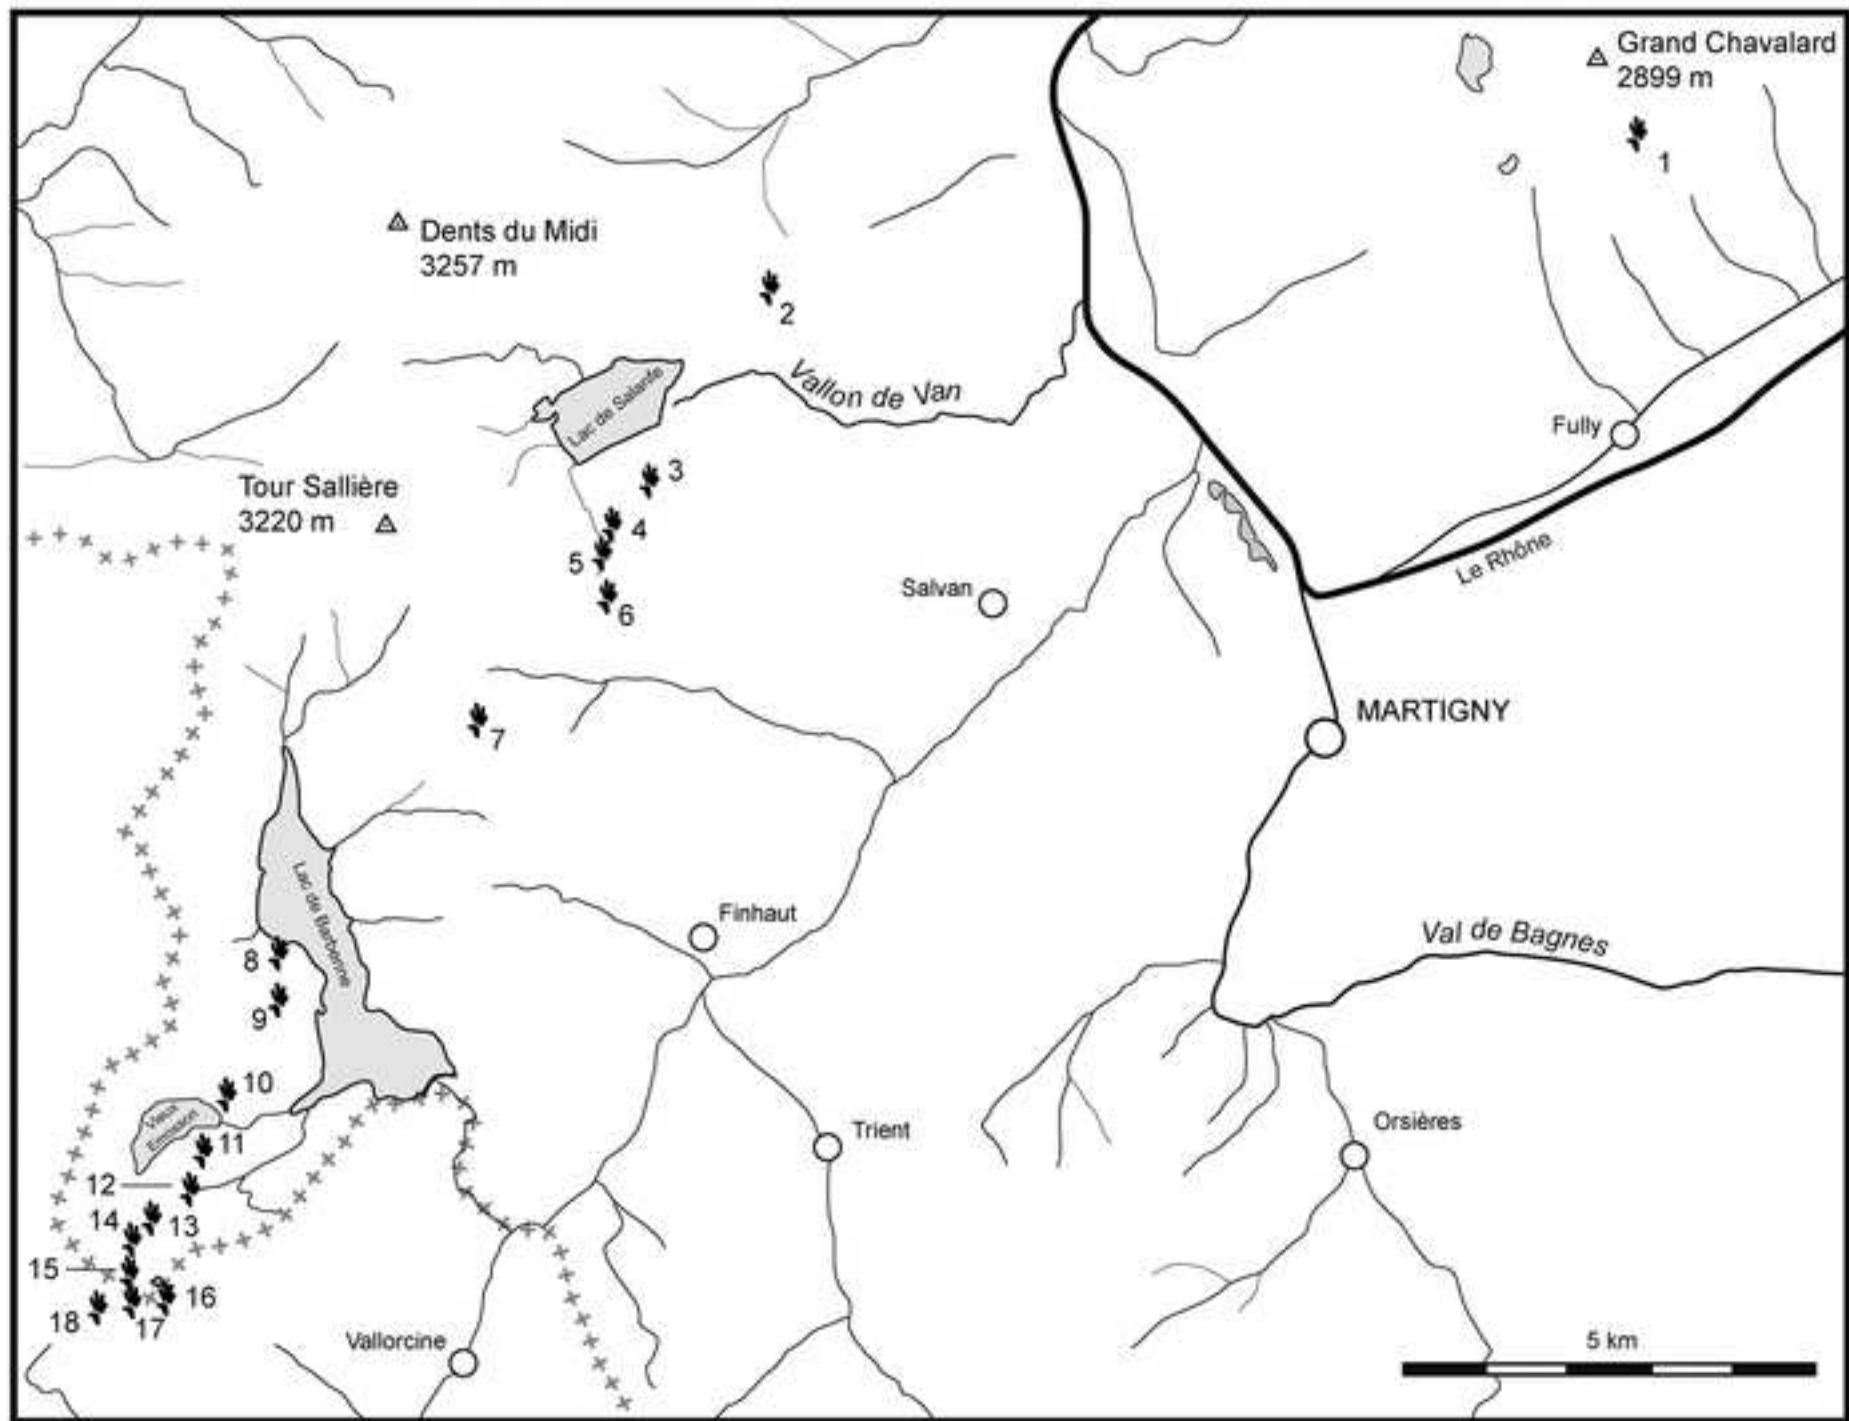 Grand Chavalard
2899 m
1
Dents du Midi
3257 m
2
Vallon de Van
Lac de Salanfe
Fully
3
Tour Sallière
3220 m
4
5
Le Rhône
Salvan
6
MARTIGNY
7
Lac de Barberine
Finhaut
Val de Bagnes
8
9
10
Vieux
Emosson
11
Trient
Orsières
12
13
14
15
16
17
18
Vallorcine
5 km